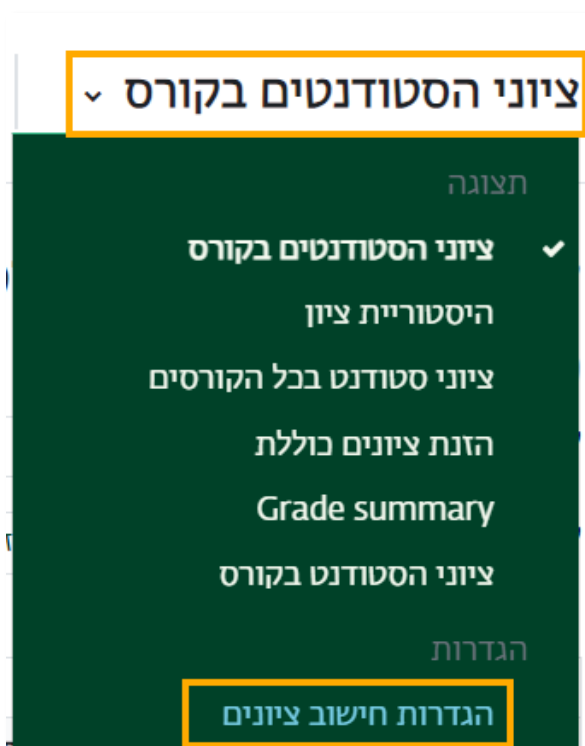 ציוני הסטודנטים בקורס
תצוגה
ציוני הסטודנטים בקורס
היסטוריית ציון
ציוני סטודנט בכל הקורסים
הזנת ציונים כוללת
Grade summary
ציוני הסטודנט בקורס
הגדרות
הגדרות חישוב ציונים